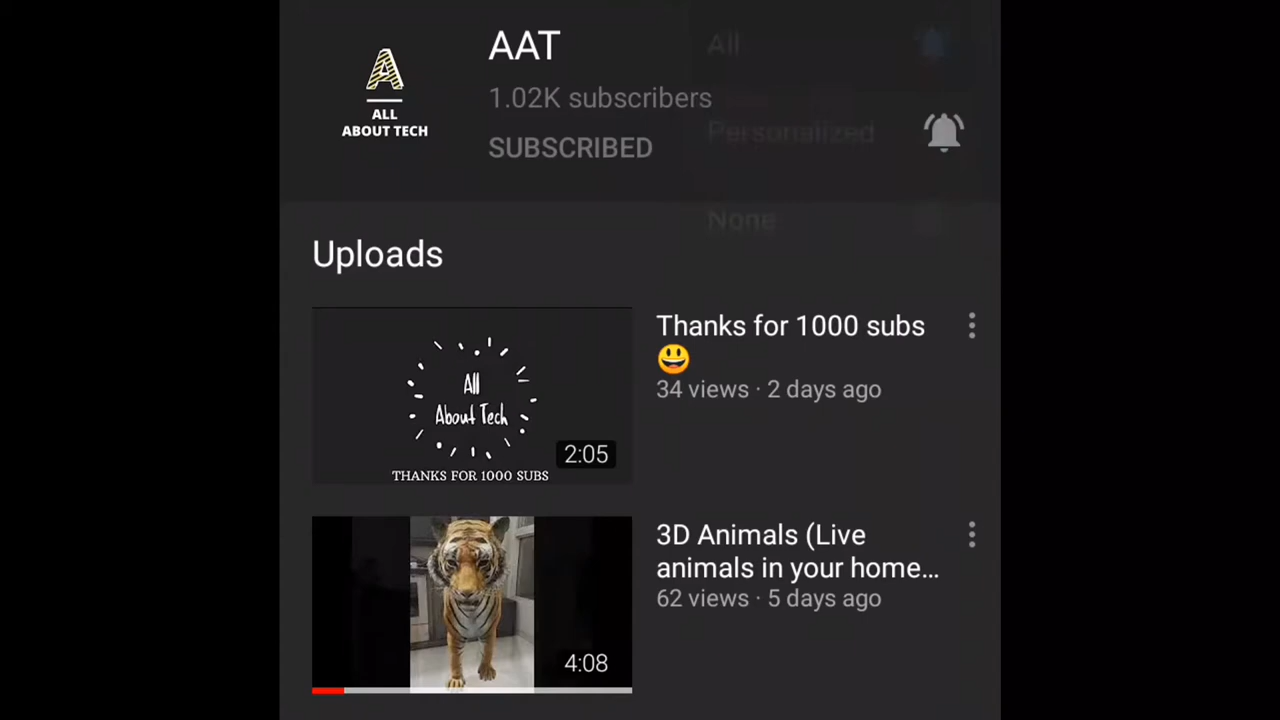 AAT
All
1.02K subscribers
Personalized
SUBSCRIBED
None
ALL
ABOUT TECH
Uploads
Thanks for 1000 subs
😃
34 views · 2 days ago
All
About Tech
2:05
THANKS FOR 1000 SUBS
3D Animals (Live
animals in your home...
62 views · 5 days ago
4:08